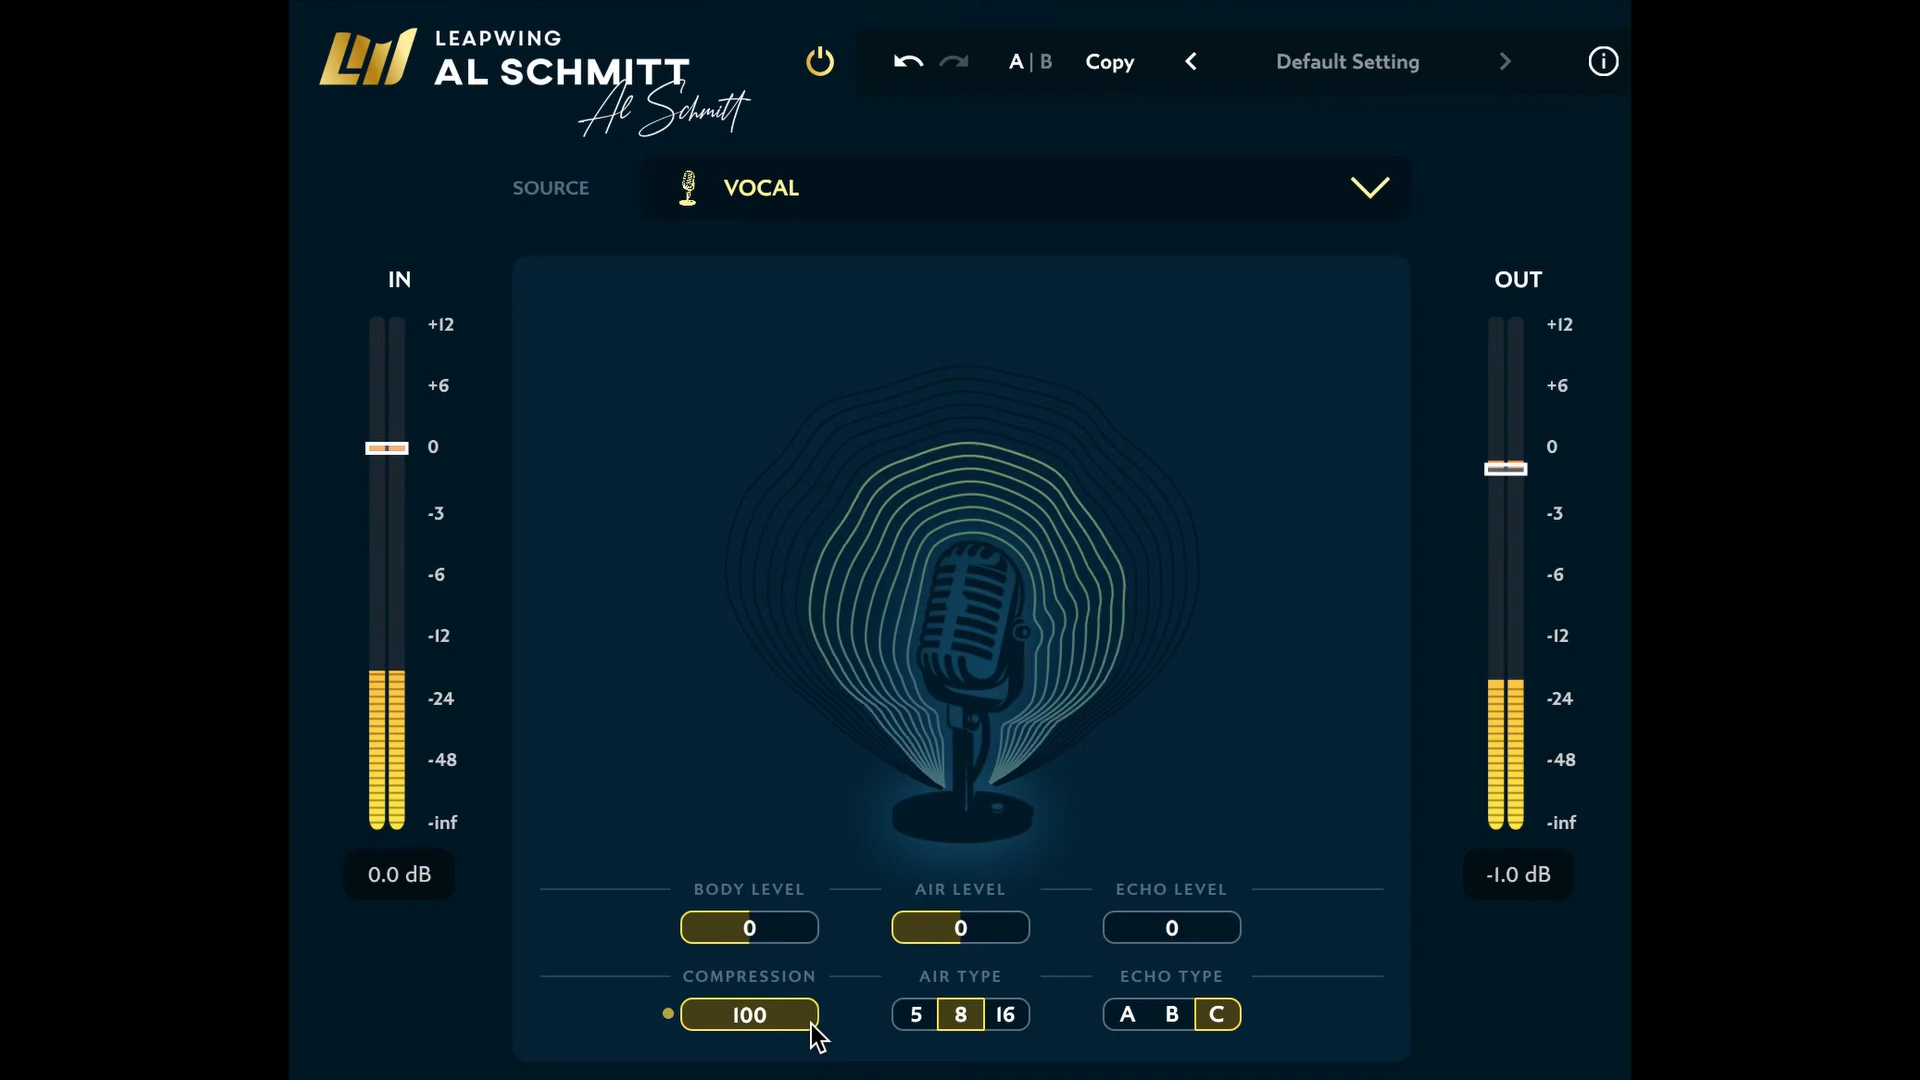 LEAPWING
AL SCHMITT
Al Schmitt
A | B
Copy
Default Setting
SOURCE
VOCAL
IN
+12
+6
0
-3
-6
-12
-24
-48
-inf
0.0 dB
OUT
+12
+6
0
-3
-6
-12
-24
-48
-inf
-1.0 dB
BODY LEVEL
AIR LEVEL
ECHO LEVEL
0
0
0
COMPRESSION
AIR TYPE
ECHO TYPE
100
5 8 16
A B C